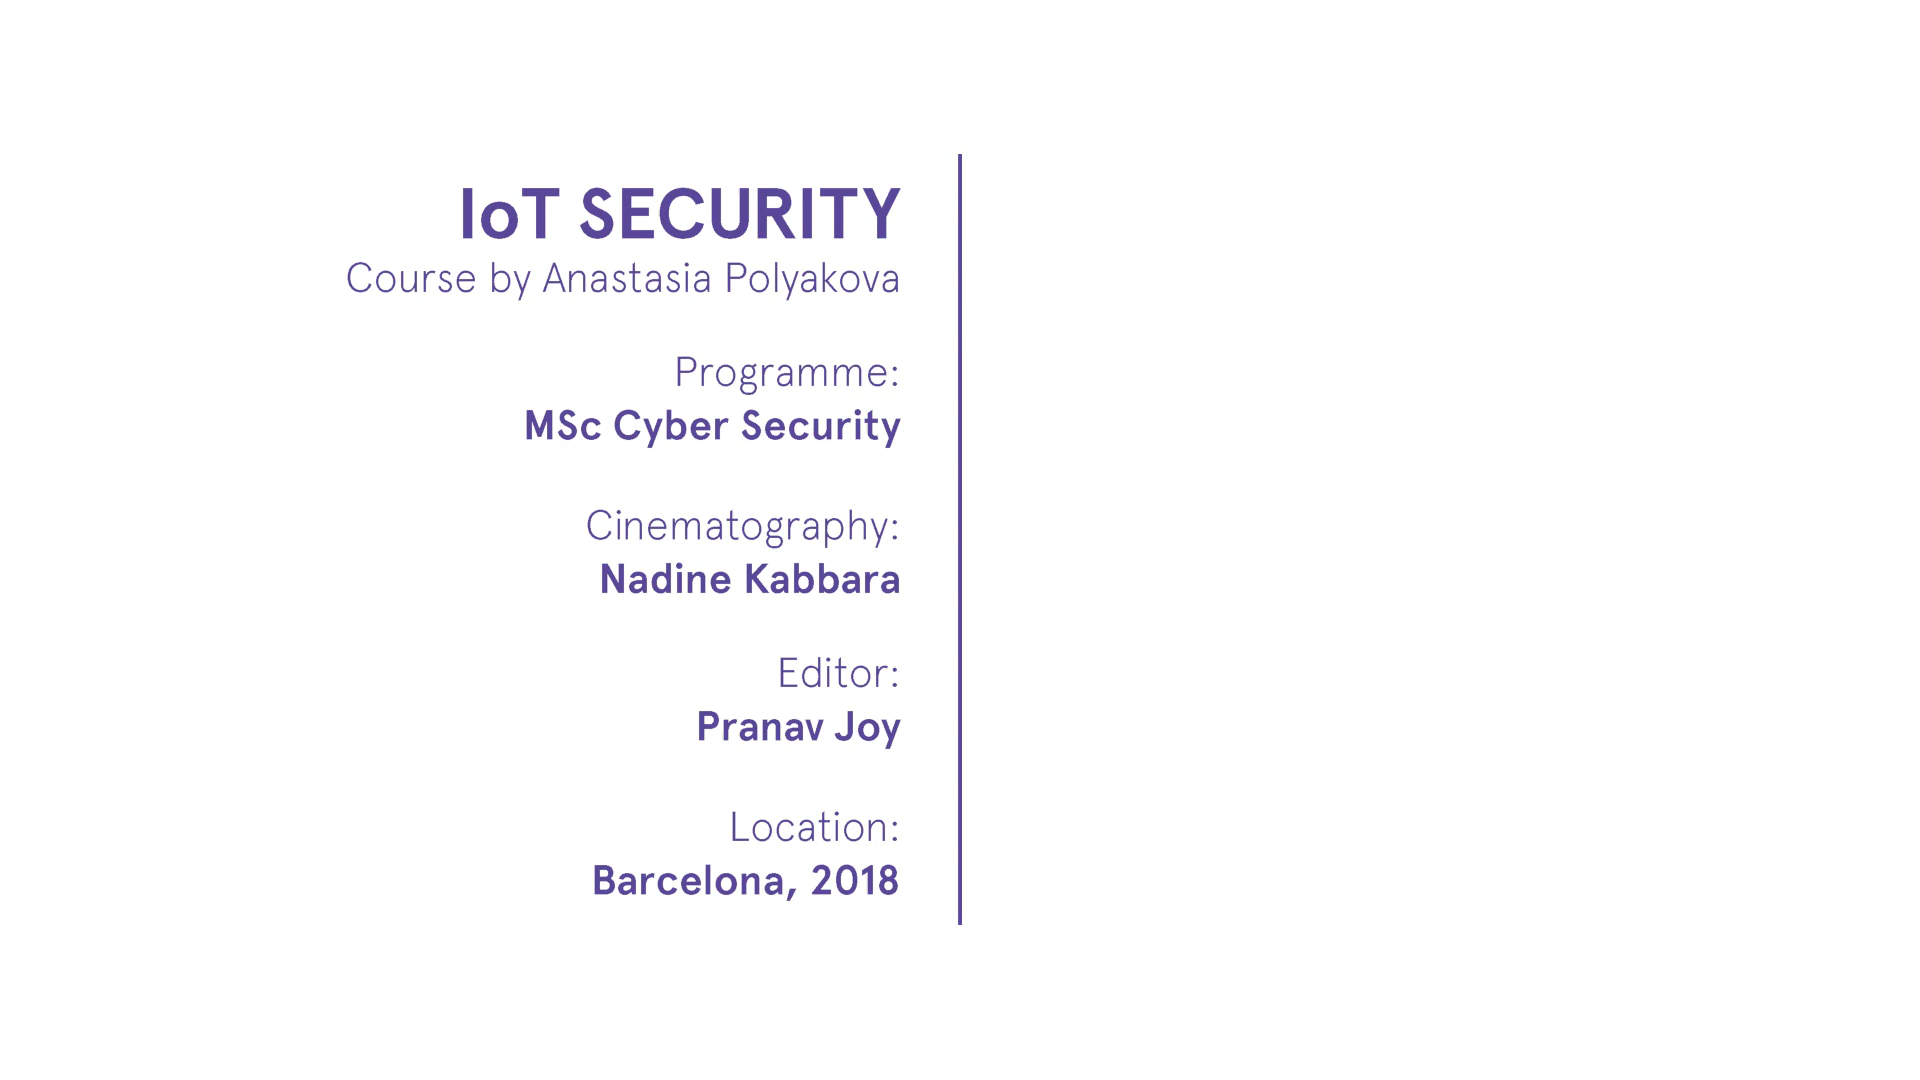 IoT SECURITY
Course by Anastasia Polyakova
Programme:
MSc Cyber Security
Cinematography:
Nadine Kabbara
Editor:
Pranav Joy
Location:
Barcelona, 2018